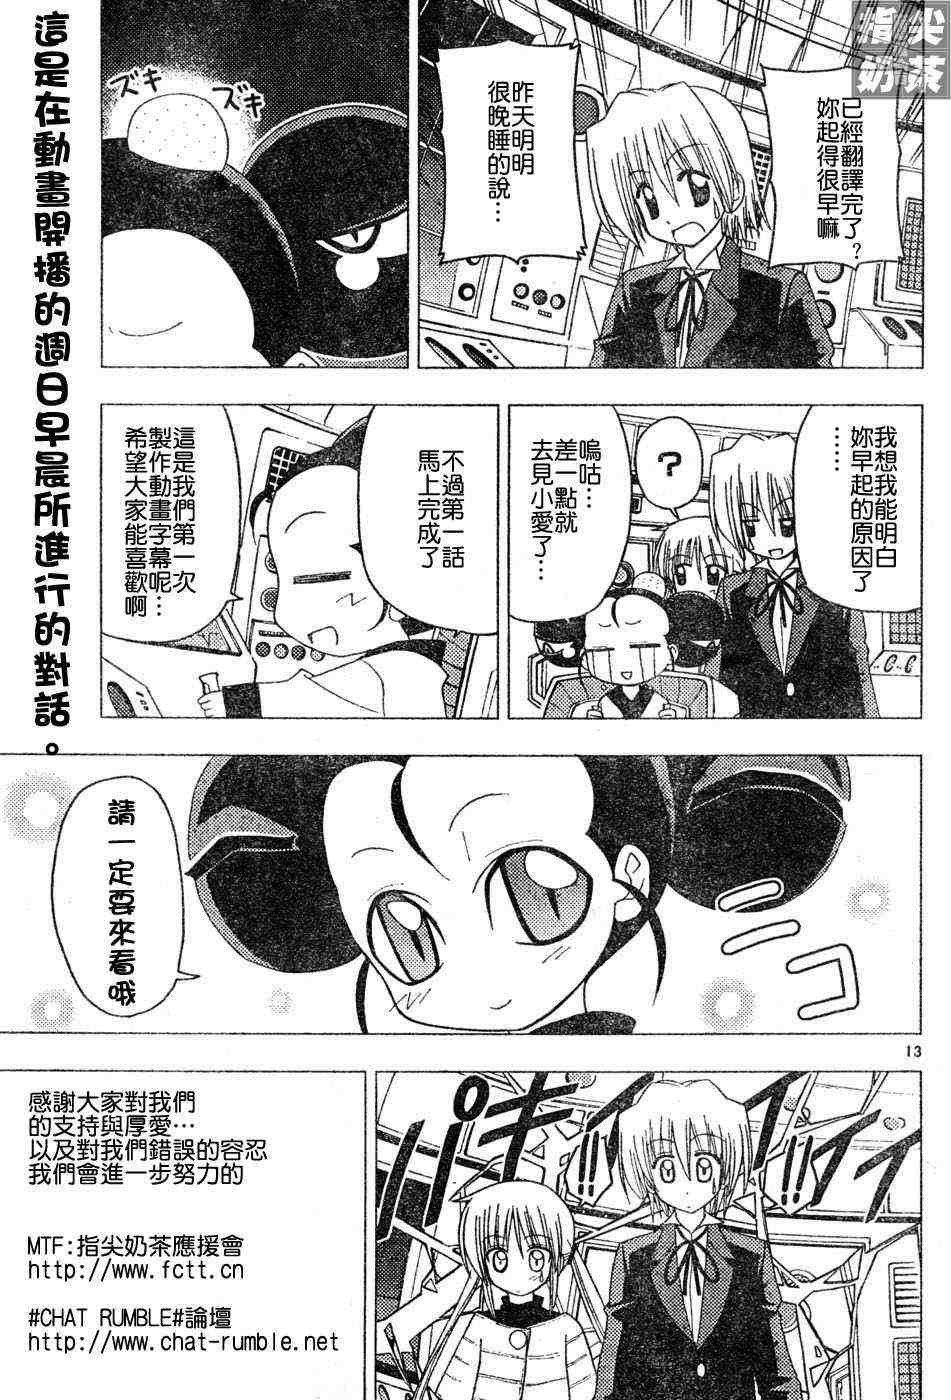 指尖
奶茶
已經翻譯完了？
妳起得很早嘛
昨天明明
很晚睡的說…
ズキ
ズキ
這是在動畫開播的週日早晨所進行的對話。
我想我能明白
妳早起的原因了
……
？
嗚咕…
差一點就
去見小愛了…
不過第一話
馬上完成了
這是我們第一次
製作動畫字幕呢…
希望大家能喜歡啊
請一定要來看哦
ニコ
13
感謝大家對我們
的支持與厚愛…
以及對我們錯誤的容忍
我們會進一步努力的
MTF:指尖奶茶應援會
http://www.fctt.cn
#CHAT RUMBLE#論壇
http://www.chat-rumble.net